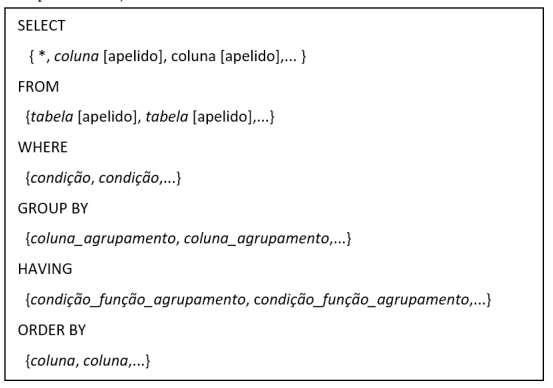 SELECT
{ *, coluna [apelido], coluna [apelido],... }
FROM
{tabela [apelido], tabela [apelido],...}
WHERE
{condição, condição,...}
GROUP BY
{coluna_agrupamento, coluna_agrupamento,...}
HAVING
{condição_função_agrupamento, condição_função_agrupamento,...}
ORDER BY
{coluna, coluna,...}